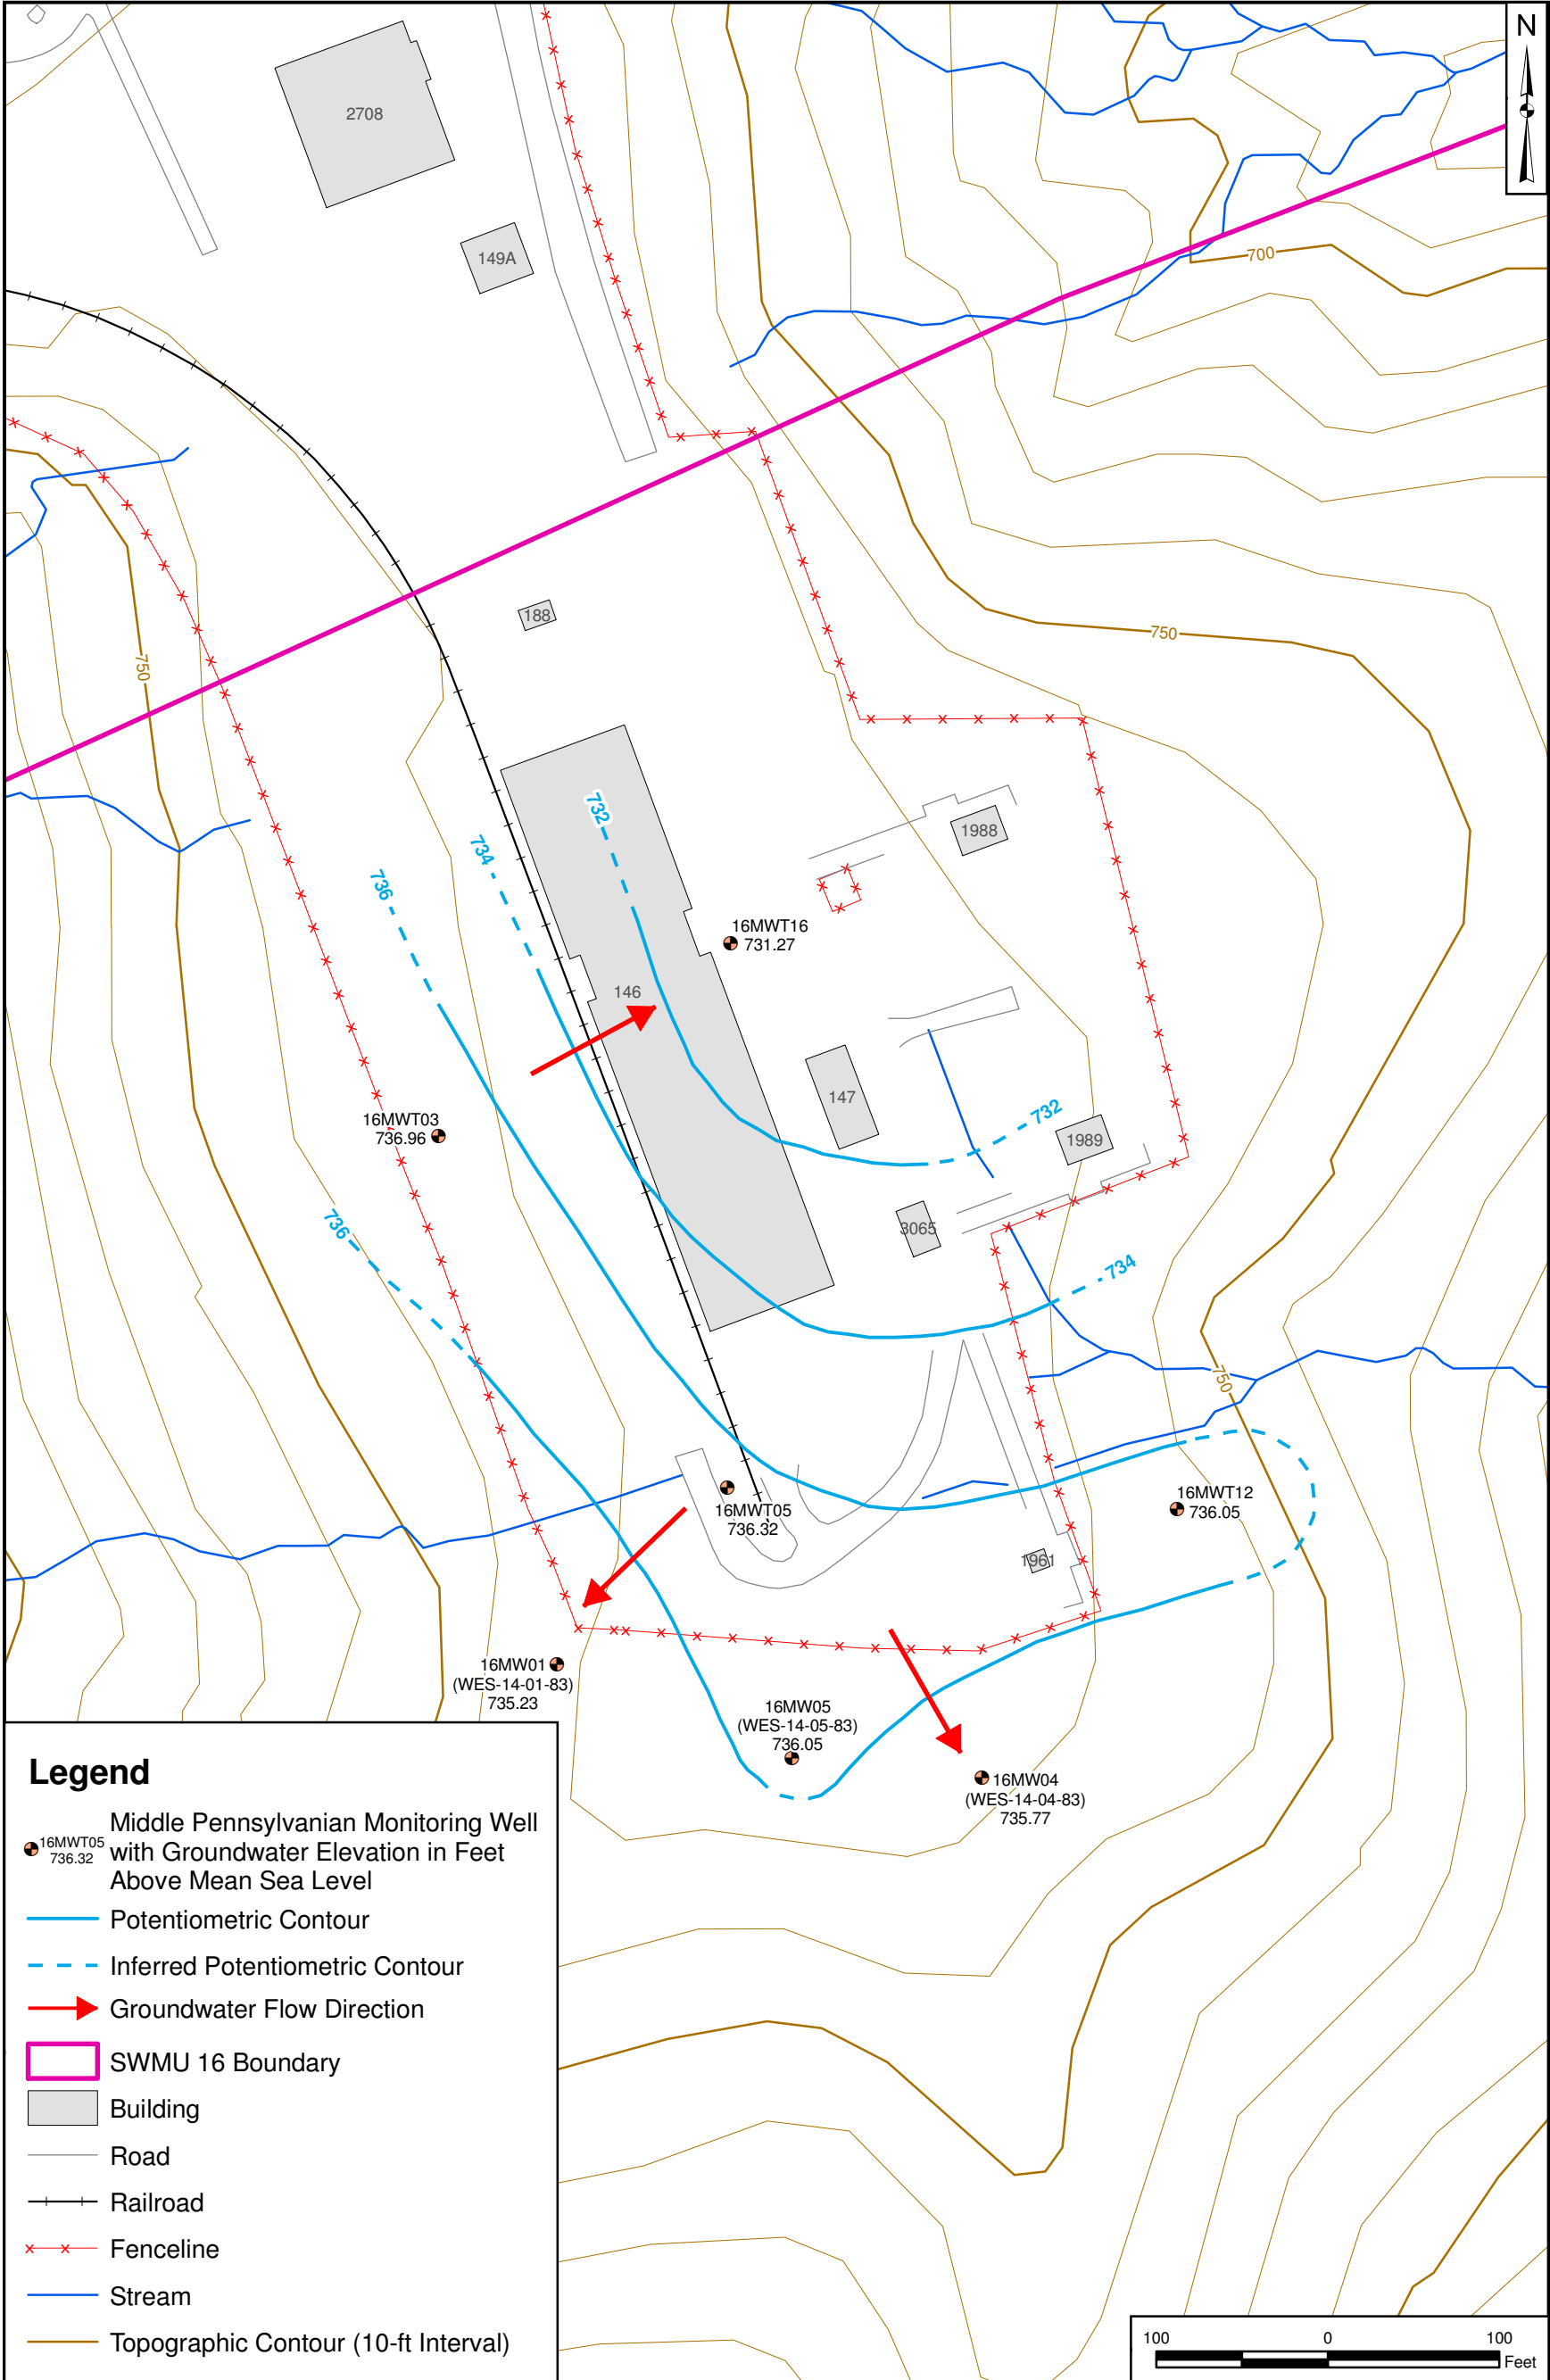 N
2708
149A
700
188
750
750
732
734
736
1988
16MWT16
731.27
146
147
732
1989
16MWT03
736.96
736
3065
734
750
16MWT05
736.32
16MWT12
736.05
1961
16MW01
(WES-14-01-83)
735.23
16MW05
(WES-14-05-83)
736.05
16MW04
(WES-14-04-83)
735.77
Legend
16MWT05
736.32
Middle Pennsylvanian Monitoring Well
with Groundwater Elevation in Feet
Above Mean Sea Level
Potentiometric Contour
Inferred Potentiometric Contour
Groundwater Flow Direction
SWMU 16 Boundary
Building
Road
Railroad
Fenceline
Stream
Topographic Contour (10-ft Interval)
100 0 100
Feet